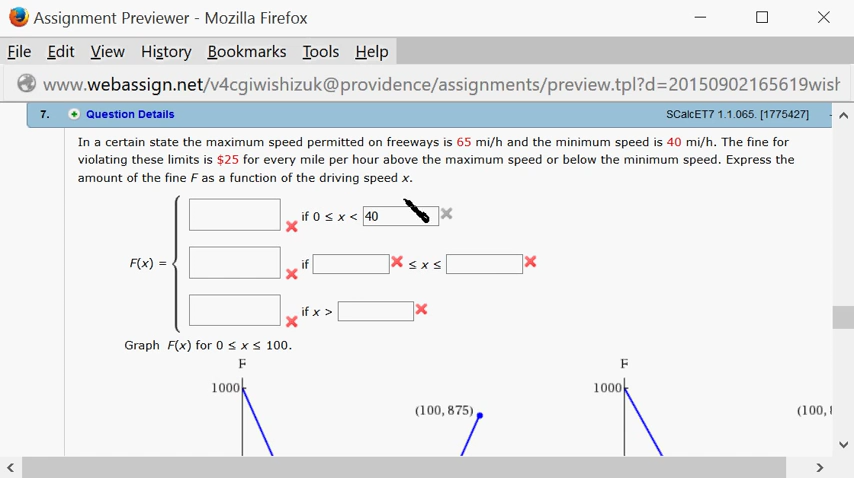 Assignment Previewer - Mozilla Firefox
File Edit View History Bookmarks Tools Help
www.webassign.net/v4cgiwishizuk@providence/assignments/preview.tpl?d=20150902165619wish
7. Question Details SCalcET7 1.1.065. [1775427]
In a certain state the maximum speed permitted on freeways is 65 mi/h and the minimum speed is 40 mi/h. The fine for
violating these limits is $25 for every mile per hour above the maximum speed or below the minimum speed. Express the
amount of the fine F as a function of the driving speed x.
if 0 ≤ x < 40
F(x) = if ≤ x ≤
if x >
Graph F(x) for 0 ≤ x ≤ 100.
F F
1000 1000
(100, 875) (100,